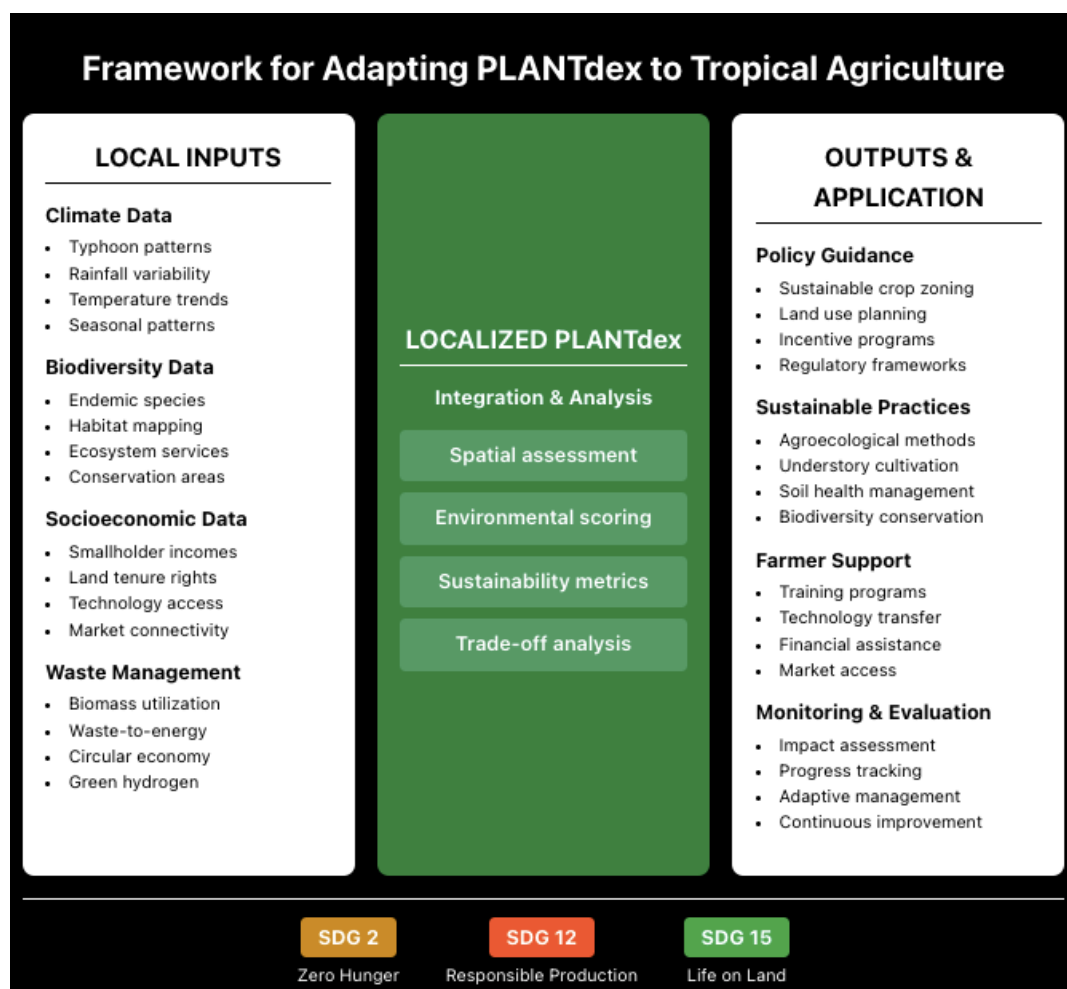 Framework for Adapting PLANTdex to Tropical Agriculture
LOCAL INPUTS
Climate Data
• Typhoon patterns
• Rainfall variability
• Temperature trends
• Seasonal patterns
Biodiversity Data
• Endemic species
• Habitat mapping
• Ecosystem services
• Conservation areas
Socioeconomic Data
• Smallholder incomes
• Land tenure rights
• Technology access
• Market connectivity
Waste Management
• Biomass utilization
• Waste-to-energy
• Circular economy
• Green hydrogen
LOCALIZED PLANTdex
Integration & Analysis
Spatial assessment
Environmental scoring
Sustainability metrics
Trade-off analysis
OUTPUTS &
APPLICATION
Policy Guidance
• Sustainable crop zoning
• Land use planning
• Incentive programs
• Regulatory frameworks
Sustainable Practices
• Agroecological methods
• Understory cultivation
• Soil health management
• Biodiversity conservation
Farmer Support
• Training programs
• Technology transfer
• Financial assistance
• Market access
Monitoring & Evaluation
• Impact assessment
• Progress tracking
• Adaptive management
• Continuous improvement
SDG 2
Zero Hunger
SDG 12
Responsible Production
SDG 15
Life on Land